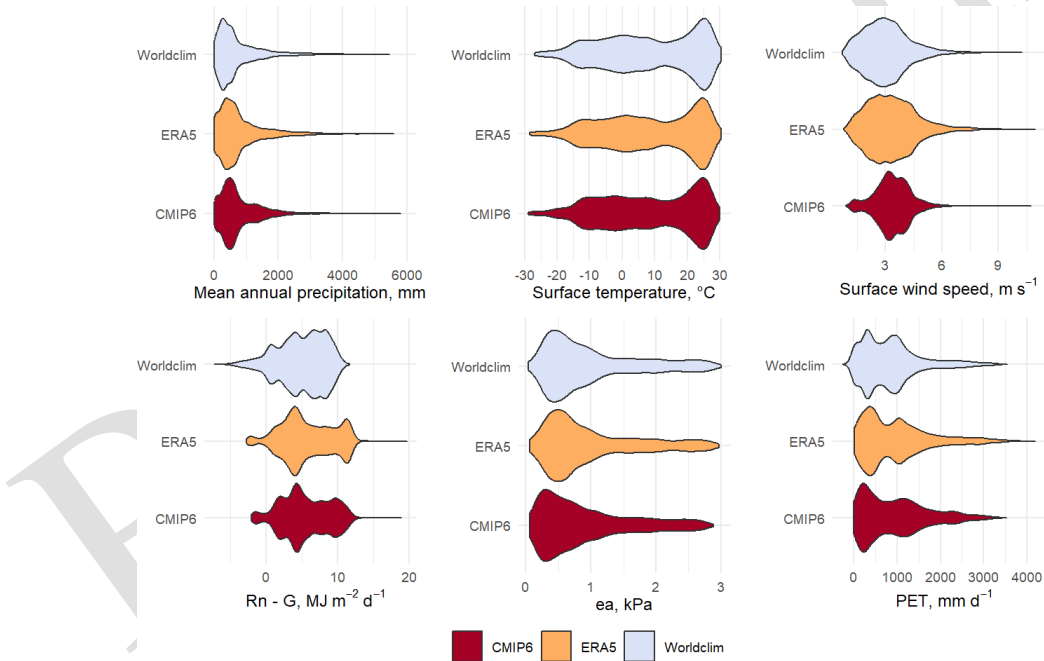 Worldclim
ERA5
CMIP6
0 2000 4000 6000
Mean annual precipitation, mm
Worldclim
ERA5
CMIP6
-30 -20 -10 0 10 20 30
Surface temperature, °C
Worldclim
ERA5
CMIP6
3 6 9
Surface wind speed, m s⁻¹
Worldclim
ERA5
CMIP6
0 10 20
Rn - G, MJ m⁻² d⁻¹
Worldclim
ERA5
CMIP6
0 1 2 3
ea, kPa
Worldclim
ERA5
CMIP6
0 1000 2000 3000 4000
PET, mm d⁻¹
CMIP6 ERA5 Worldclim